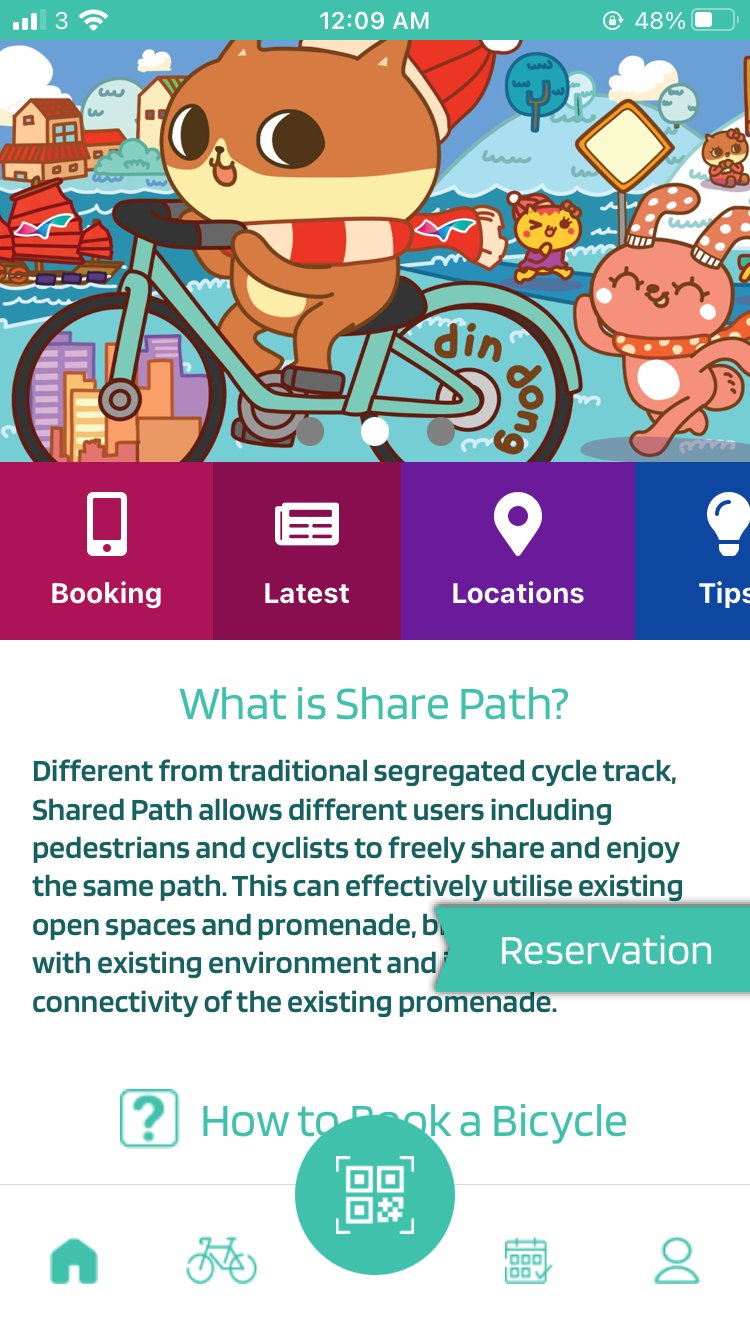 3
12:09 AM
48%
din
dong
Booking
Latest
Locations
Tips
What is Share Path?
Different from traditional segregated cycle track,
Shared Path allows different users including
pedestrians and cyclists to freely share and enjoy
the same path. This can effectively utilise existing
open spaces and promenade,
with existing environment and
Reservation
connectivity of the existing promenade.
? How to Book a Bicycle